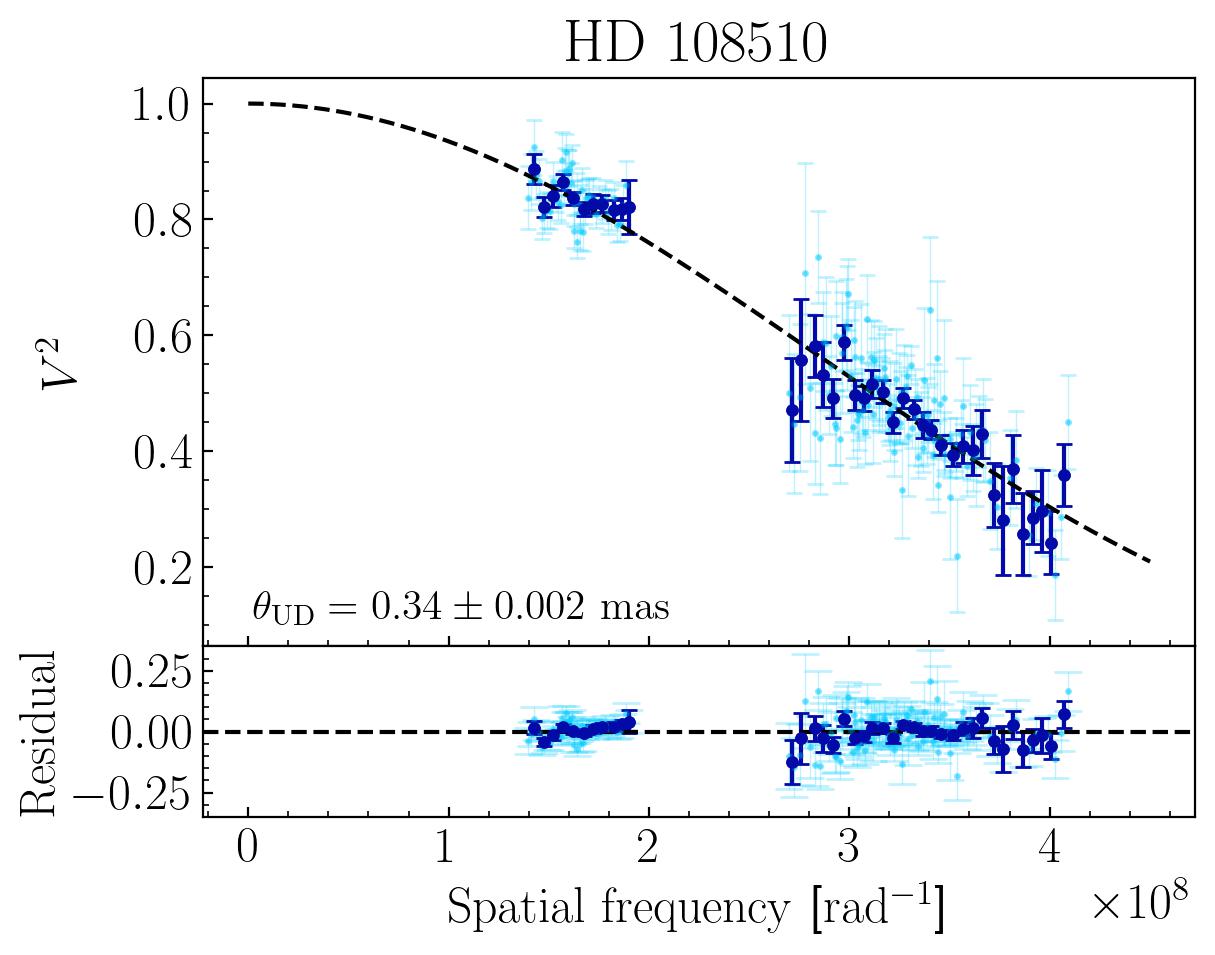 HD 108510
1.0
0.8
0.6
0.4
0.2
V²
θ_UD = 0.34 ± 0.002 mas
0.25
0.00
−0.25
Residual
0 1 2 3 4
Spatial frequency [rad⁻¹]
×10⁸